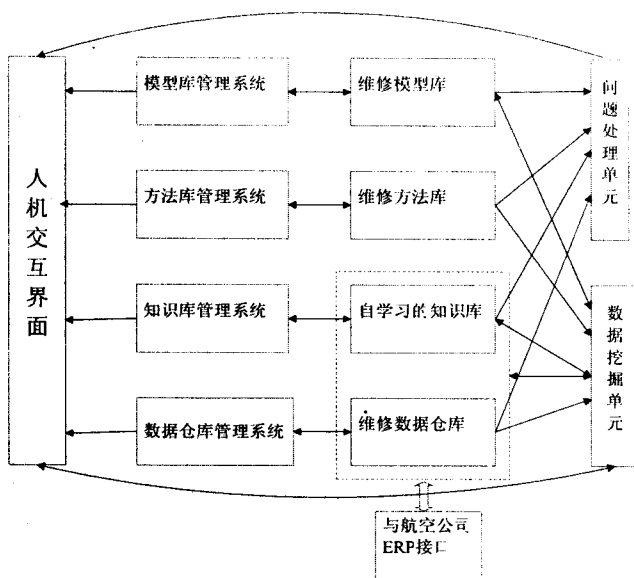 人机交互界面
模型库管理系统
维修模型库
问题处理单元
方法库管理系统
维修方法库
知识库管理系统
自学习的知识库
数据挖掘单元
数据仓库管理系统
维修数据仓库
与航空公司
ERP接口